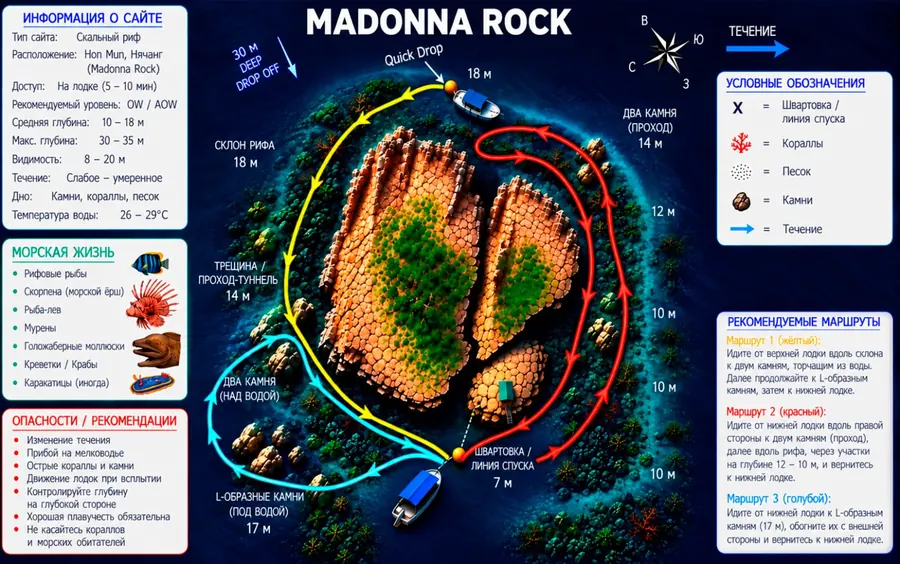 MADONNA ROCK
ИНФОРМАЦИЯ О САЙТЕ
Тип сайта: Скальный риф
Расположение: Hon Mun, Нячанг
(Madonna Rock)
Доступ: На лодке (5 – 10 мин)
Рекомендуемый уровень: OW / AOW
Средняя глубина: 10 – 18 м
Макс. глубина: 30 – 35 м
Видимость: 8 – 20 м
Течение: Слабое – умеренное
Дно: Камни, кораллы, песок
Температура воды: 26 – 29°C
МОРСКАЯ ЖИЗНЬ
Рифовые рыбы
Скорпена (морской ёрш)
Рыба-лев
Мурены
Голожаберные моллюски
Креветки / Крабы
Каракатицы (иногда)
ОПАСНОСТИ / РЕКОМЕНДАЦИИ
Изменение течения
Прибой на мелководье
Острые кораллы и камни
Движение лодок при всплытии
Контролируйте глубину
на глубокой стороне
Хорошая плавучесть обязательна
Не касайтесь кораллов
и морских обитателей
30 м
DEEP
DROP OFF
Quick Drop
18 м
СКЛОН РИФА
18 м
ТРЕЩИНА /
ПРОХОД-ТУННЕЛЬ
14 м
ДВА КАМНЯ
(НАД ВОДОЙ)
L-ОБРАЗНЫЕ КАМНИ
(ПОД ВОДОЙ)
17 м
ШВАРТОВКА /
ЛИНИЯ СПУСКА
7 м
ДВА КАМНЯ
(ПРОХОД)
14 м
12 м
10 м
10 м
10 м
В
Ю
С
З
ТЕЧЕНИЕ
УСЛОВНЫЕ ОБОЗНАЧЕНИЯ
X = Швартовка /
линия спуска
= Кораллы
= Песок
= Камни
= Течение
РЕКОМЕНДУЕМЫЕ МАРШРУТЫ
Маршрут 1 (жёлтый):
Идите от верхней лодки вдоль склона
к двум камням, торчащим из воды.
Далее продолжайте к L-образным
камням, затем к нижней лодке.
Маршрут 2 (красный):
Идите от нижней лодки вдоль правой
стороны к двум камням (проход),
далее вдоль рифа, через участки
на глубине 12 – 10 м, и вернитесь
к нижней лодке.
Маршрут 3 (голубой):
Идите от нижней лодки к L-образным
камням (17 м), обогните их с внешней
стороны и вернитесь к нижней лодке.